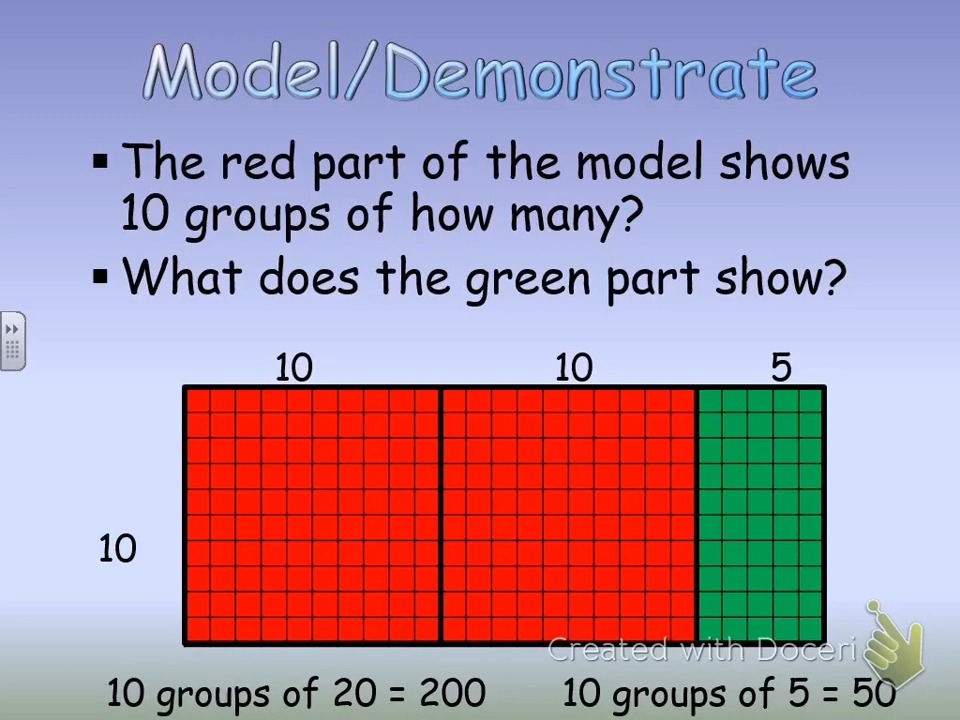 Model/Demonstrate
▪ The red part of the model shows
10 groups of how many?
▪ What does the green part show?
10 10 5
10
Created with Doceri
10 groups of 20 = 200 10 groups of 5 = 50